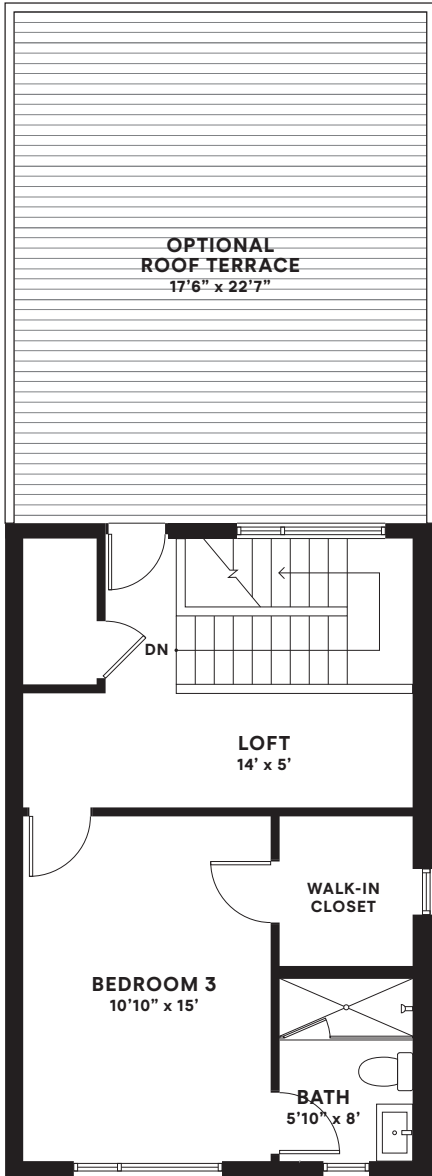 OPTIONAL
ROOF TERRACE
17’6” x 22’7”
DN
LOFT
14’ x 5’
WALK-IN
CLOSET
BEDROOM 3
10’10” x 15’
BATH
5’10” x 8’